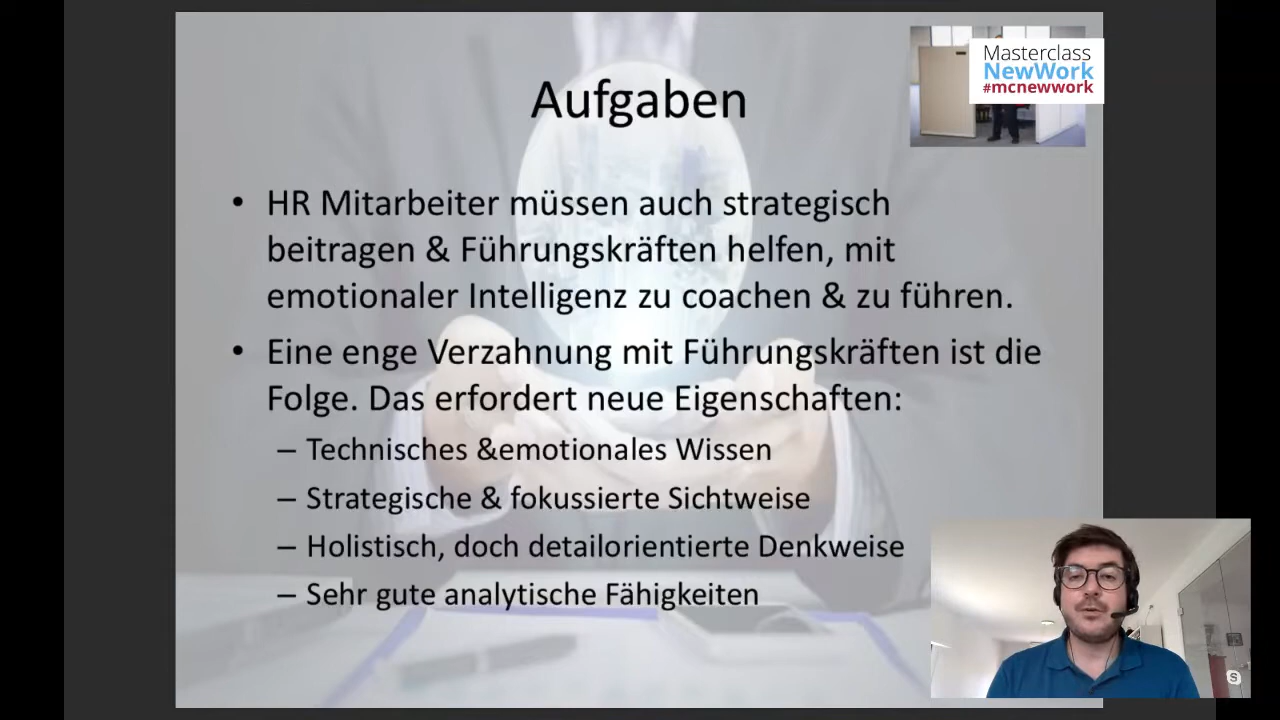 Aufgaben
Masterclass
NewWork
#mcnewwork
• HR Mitarbeiter müssen auch strategisch
beitragen & Führungskräften helfen, mit
emotionaler Intelligenz zu coachen & zu führen.
• Eine enge Verzahnung mit Führungskräften ist die
Folge. Das erfordert neue Eigenschaften:
– Technisches &emotionales Wissen
– Strategische & fokussierte Sichtweise
– Holistisch, doch detailorientierte Denkweise
– Sehr gute analytische Fähigkeiten
S